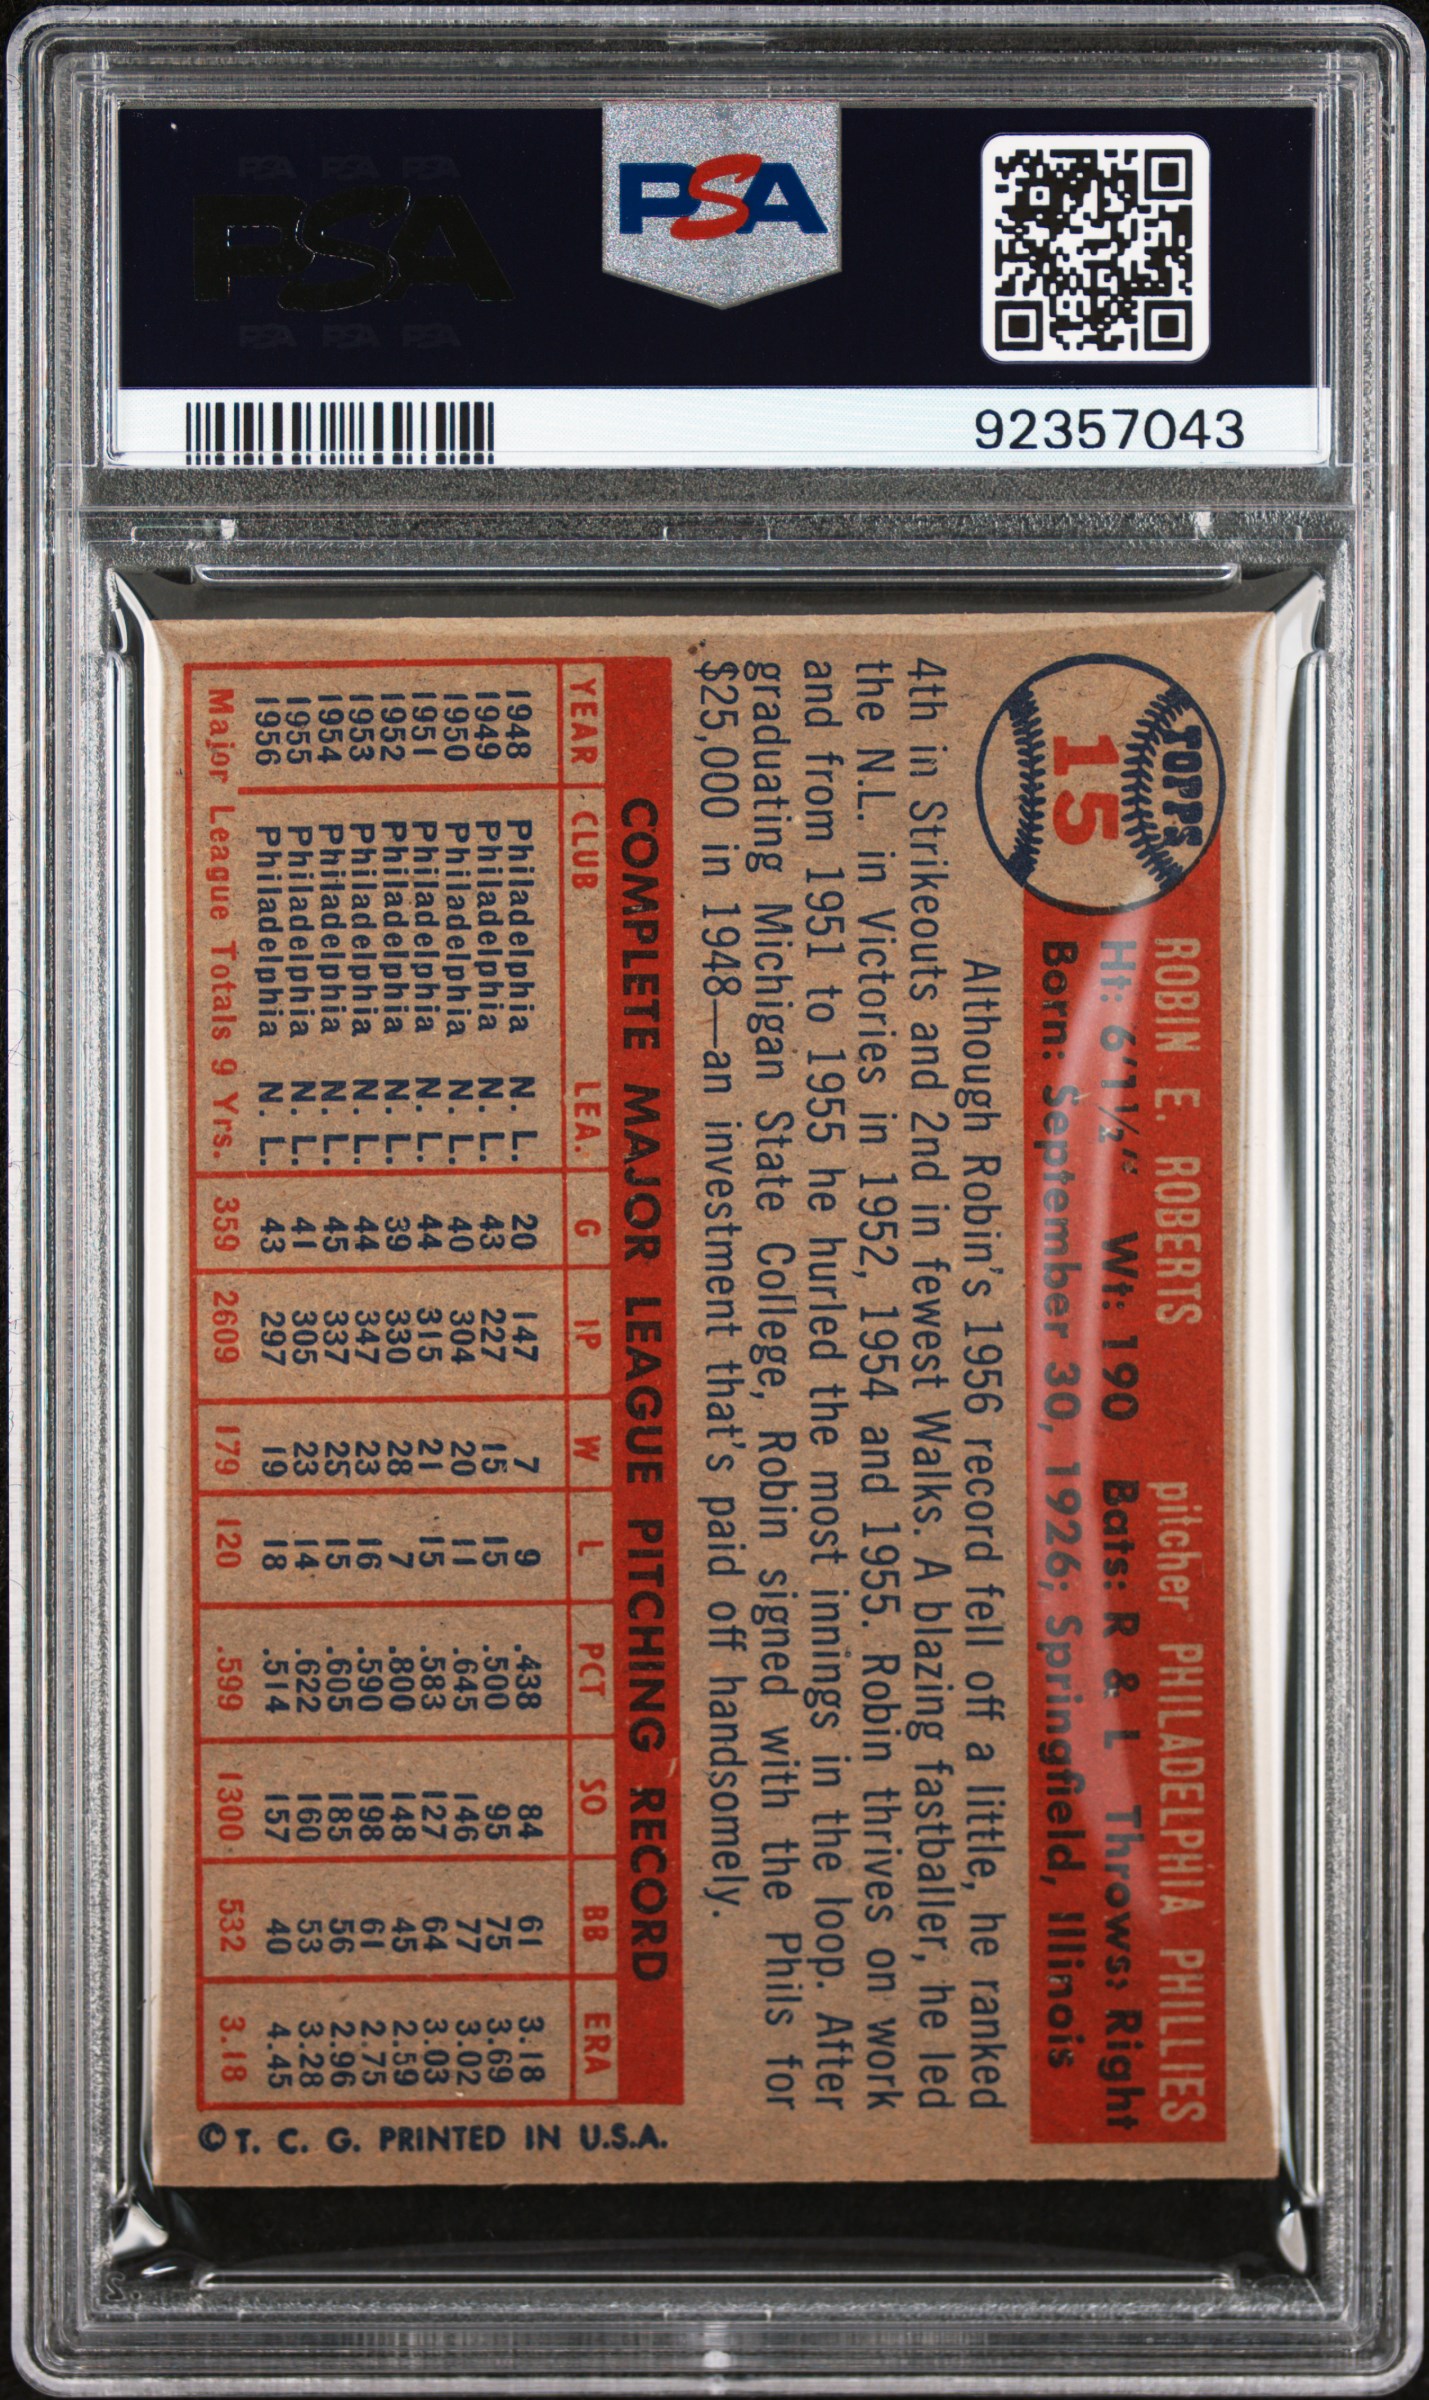 PSA PSA PSA
PSA
PSA PSA PSA
PSA
92357043
TOPPS
15
ROBIN E. ROBERTS pitcher PHILADELPHIA PHILLIES
Ht: 6'1½" Wt: 190 Bats: R & L Throws: Right
Born: September 30, 1926; Springfield, Illinois
Although Robin's 1956 record fell off a little, he ranked
4th in Strikeouts and 2nd in fewest Walks. A blazing fastballer, he led
the N.L. in Victories in 1952, 1954 and 1955. Robin thrives on work
and from 1951 to 1955 he hurled the most innings in the loop. After
graduating Michigan State College, Robin signed with the Phils for
$25,000 in 1948—an investment that's paid off handsomely.
COMPLETE MAJOR LEAGUE PITCHING RECORD
YEAR CLUB LEA. G IP W L PCT SO BB ERA
1948 Philadelphia N. L. 20 147 7 9 .438 84 61 3.18
1949 Philadelphia N. L. 43 227 15 15 .500 95 75 3.69
1950 Philadelphia N. L. 40 304 20 11 .645 146 77 3.02
1951 Philadelphia N. L. 44 315 21 15 .583 127 64 3.03
1952 Philadelphia N. L. 39 330 28 7 .800 148 45 2.59
1953 Philadelphia N. L. 44 347 23 16 .590 198 61 2.75
1954 Philadelphia N. L. 45 337 25 15 .605 185 56 2.96
1955 Philadelphia N. L. 41 305 23 14 .622 160 53 3.28
1956 Philadelphia N. L. 43 297 19 18 .514 157 40 4.45
Major League Totals 9 Yrs. 359 2609 179 120 .599 1300 532 3.18
© T. C. G. PRINTED IN U.S.A.